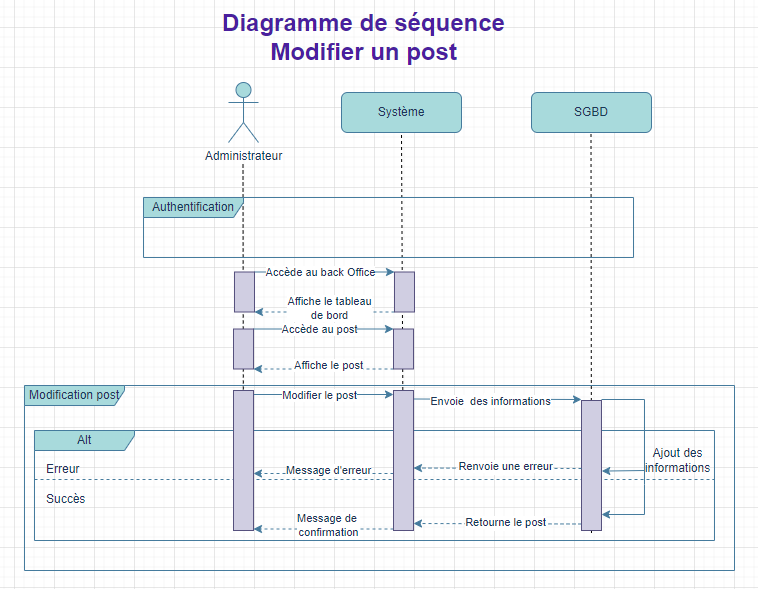 Diagramme de séquence
Modifier un post
Système
SGBD
Administrateur
Authentification
Accède au back Office
Affiche le tableau
de bord
Accède au post
Affiche le post
Modification post
Modifier le post
Envoie des informations
Alt
Ajout des
informations
Erreur
Message d'erreur
Renvoie une erreur
Succès
Message de
confirmation
Retourne le post